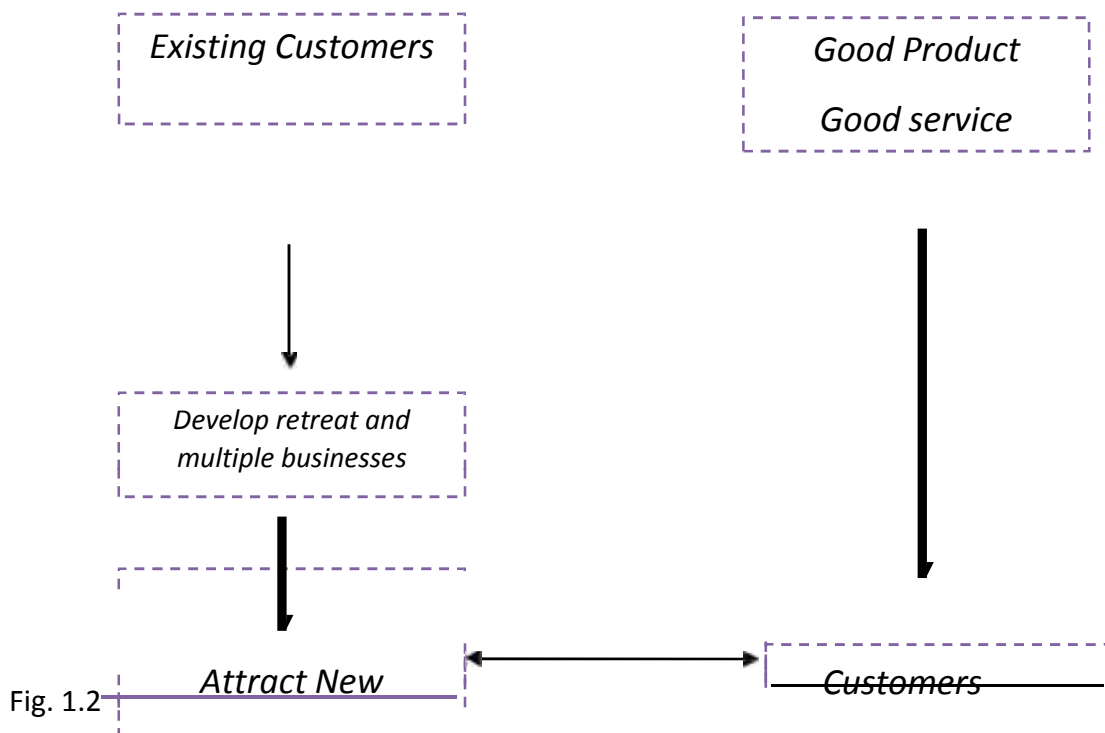 Existing Customers
Good Product
Good service
Develop retreat and
multiple businesses
Attract New
Customers
Fig. 1.2